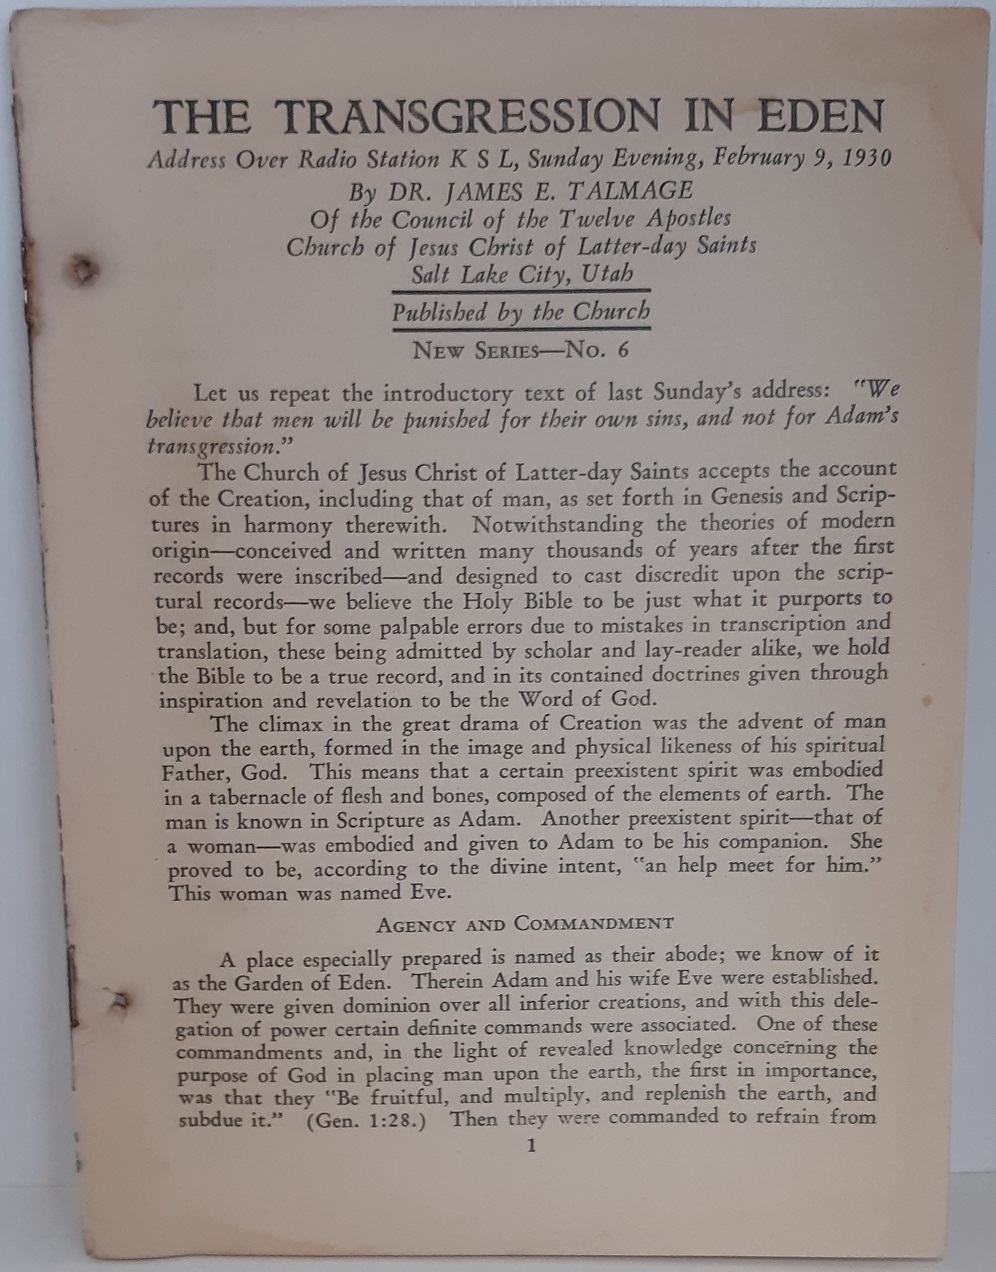 THE TRANSGRESSION IN EDEN
Address Over Radio Station K S L, Sunday Evening, February 9, 1930
By DR. JAMES E. TALMAGE
Of the Council of the Twelve Apostles
Church of Jesus Christ of Latter-day Saints
Salt Lake City, Utah
Published by the Church
NEW SERIES—NO. 6
Let us repeat the introductory text of last Sunday's address: "We
believe that men will be punished for their own sins, and not for Adam's
transgression."
The Church of Jesus Christ of Latter-day Saints accepts the account
of the Creation, including that of man, as set forth in Genesis and Scrip-
tures in harmony therewith. Notwithstanding the theories of modern
origin—conceived and written many thousands of years after the first
records were inscribed—and designed to cast discredit upon the scrip-
tural records—we believe the Holy Bible to be just what it purports to
be; and, but for some palpable errors due to mistakes in transcription and
translation, these being admitted by scholar and lay-reader alike, we hold
the Bible to be a true record, and in its contained doctrines given through
inspiration and revelation to be the Word of God.
The climax in the great drama of Creation was the advent of man
upon the earth, formed in the image and physical likeness of his spiritual
Father, God. This means that a certain preexistent spirit was embodied
in a tabernacle of flesh and bones, composed of the elements of earth. The
man is known in Scripture as Adam. Another preexistent spirit—that of
a woman—was embodied and given to Adam to be his companion. She
proved to be, according to the divine intent, "an help meet for him."
This woman was named Eve.
AGENCY AND COMMANDMENT
A place especially prepared is named as their abode; we know of it
as the Garden of Eden. Therein Adam and his wife Eve were established.
They were given dominion over all inferior creations, and with this dele-
gation of power certain definite commands were associated. One of these
commandments and, in the light of revealed knowledge concerning the
purpose of God in placing man upon the earth, the first in importance,
was that they "Be fruitful, and multiply, and replenish the earth, and
subdue it." (Gen. 1:28.) Then they were commanded to refrain from
1